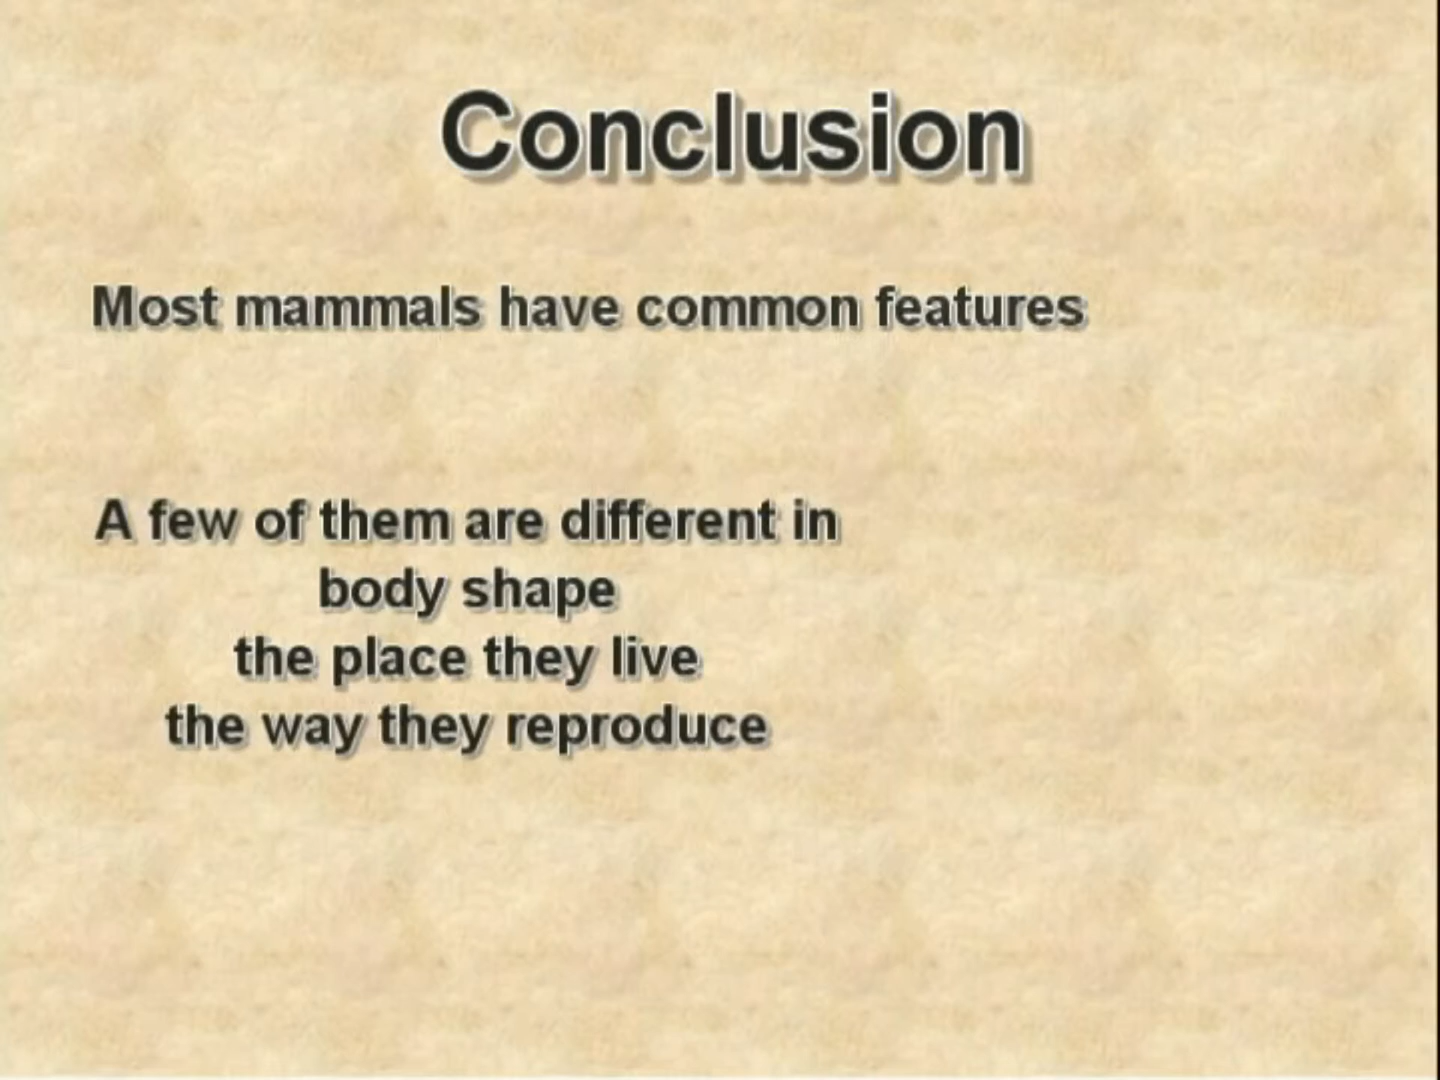 Conclusion
Most mammals have common features
A few of them are different in
body shape
the place they live
the way they reproduce